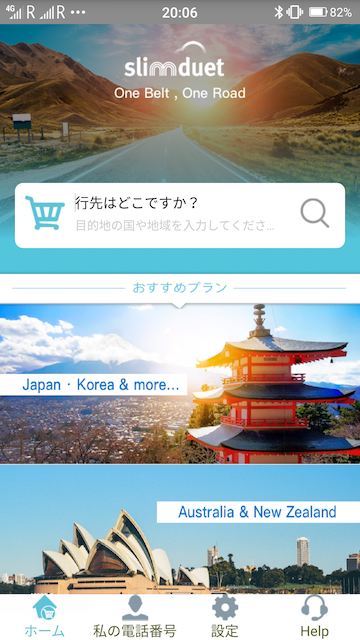 4G R R 20:06 82%
slimduet
One Belt , One Road
行先はどこですか？
目的地の国や地域を入力してくださ...
おすすめプラン
Japan・Korea & more...
Australia & New Zealand
ホーム 私の電話番号 設定 Help